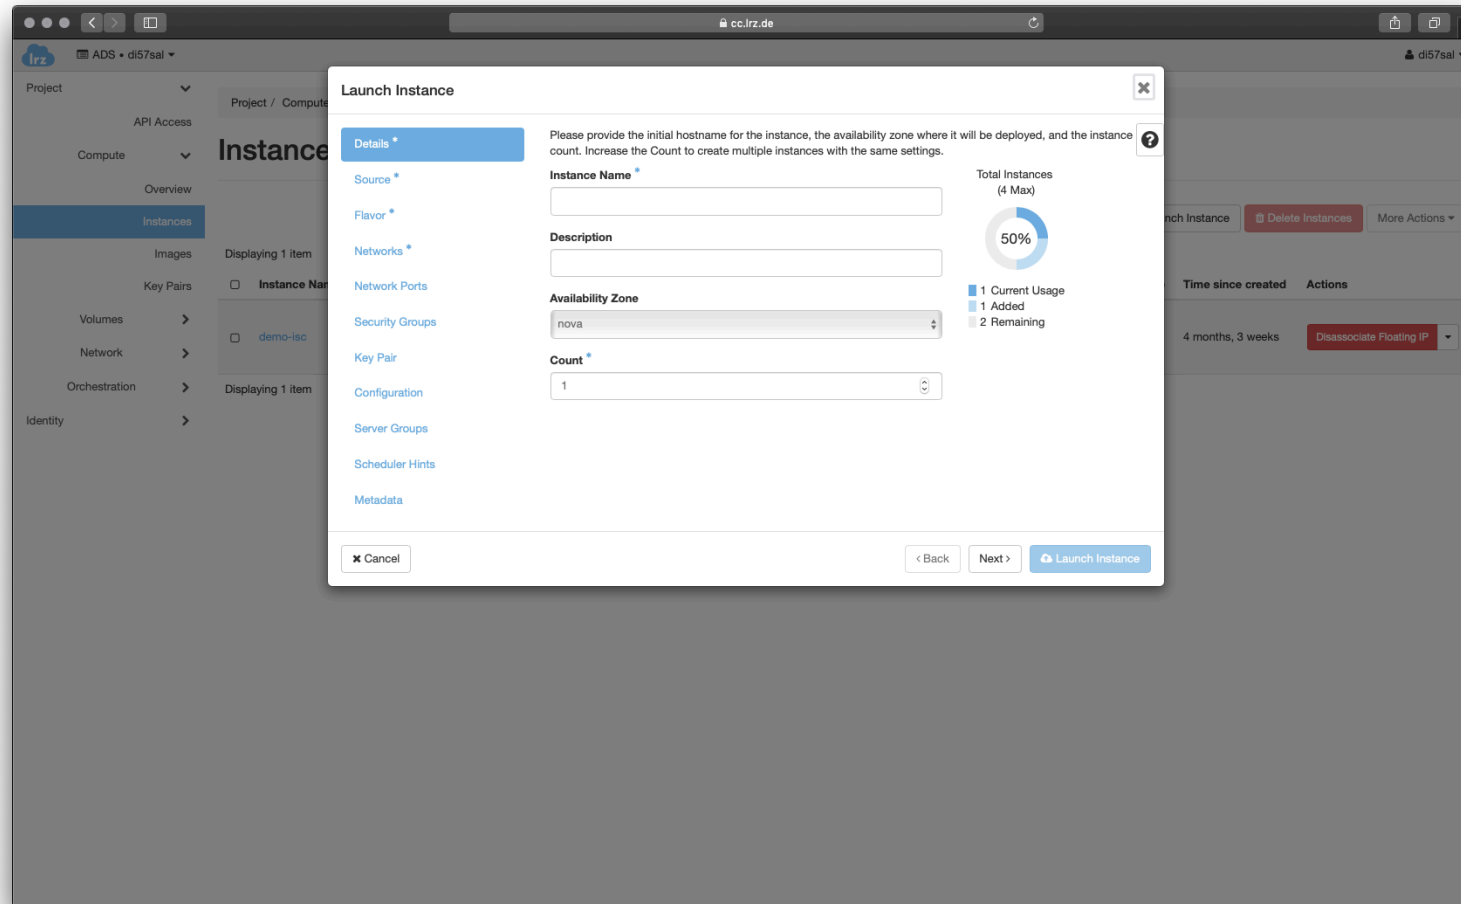 cc.lrz.de
lrz
ADS • di57sal
di57sal
Project
API Access
Compute
Overview
Instances
Images
Key Pairs
Volumes
Network
Orchestration
Identity
Project / Compute
Instance
Launch Instance
Details *
Source *
Flavor *
Networks *
Network Ports
Security Groups
Key Pair
Configuration
Server Groups
Scheduler Hints
Metadata
Please provide the initial hostname for the instance, the availability zone where it will be deployed, and the instance
count. Increase the Count to create multiple instances with the same settings.
Instance Name *
Description
Availability Zone
nova
Count *
1
Total Instances
(4 Max)
50%
1 Current Usage
1 Added
2 Remaining
Cancel
< Back
Next >
Launch Instance
nch Instance
Delete Instances
More Actions
Displaying 1 item
Instance Nam
Time since created
Actions
demo-isc
4 months, 3 weeks
Disassociate Floating IP
Displaying 1 item